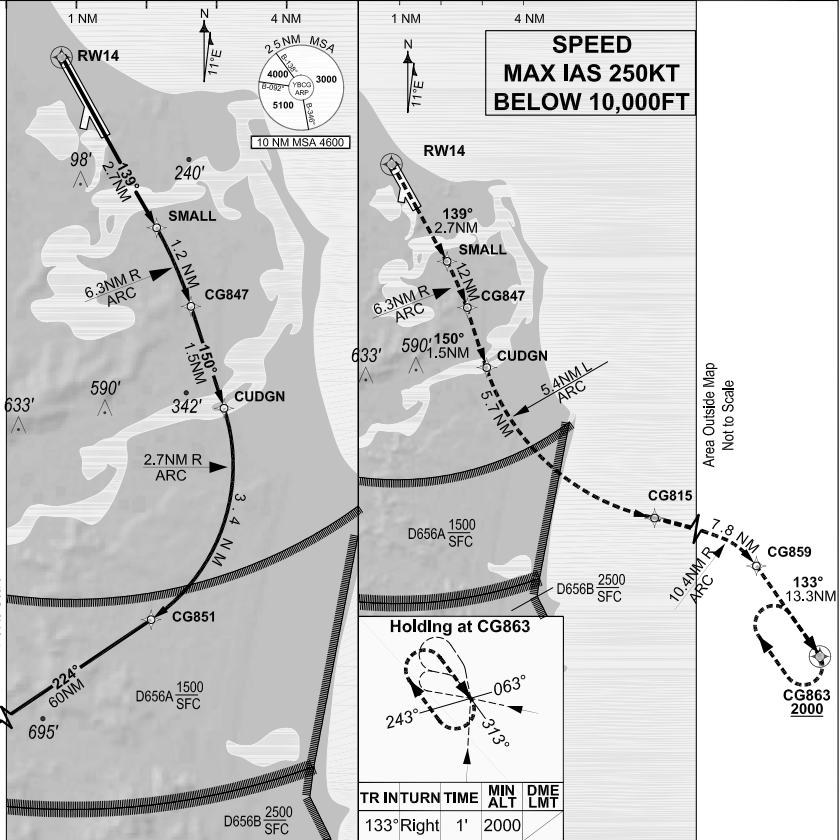 1 NM
4 NM
N
11°E
25NM MSA
B-138°
4000
3000
B-092°
YBCG
ARP
5100
B-346°
10 NM MSA 4600
RW14
98'
240'
139°
2.7NM
SMALL
1.2 NM
6.3NM R
ARC
CG847
150°
1.5NM
590'
633'
342'
CUDGN
2.7NM R
ARC
3.4 NM
CG851
224°
60NM
D656A 1500
SFC
695'
D656B 2500
SFC
1 NM
4 NM
N
11°E
SPEED
MAX IAS 250KT
BELOW 10,000FT
RW14
139°
2.7NM
SMALL
12 NM
6.3NM R
ARC
CG847
150°
1.5NM
590'
633'
CUDGN
5.4NM L
ARC
5.7 NM
Area Outside Map
Not to Scale
CG815
7.8 NM
CG859
10.4NM R
ARC
133°
13.3NM
CG863
2000
D656A 1500
SFC
D656B 2500
SFC
Holding at CG863
063°
243°
313°
TR IN TURN TIME MIN ALT DME LMT
133° Right 1' 2000